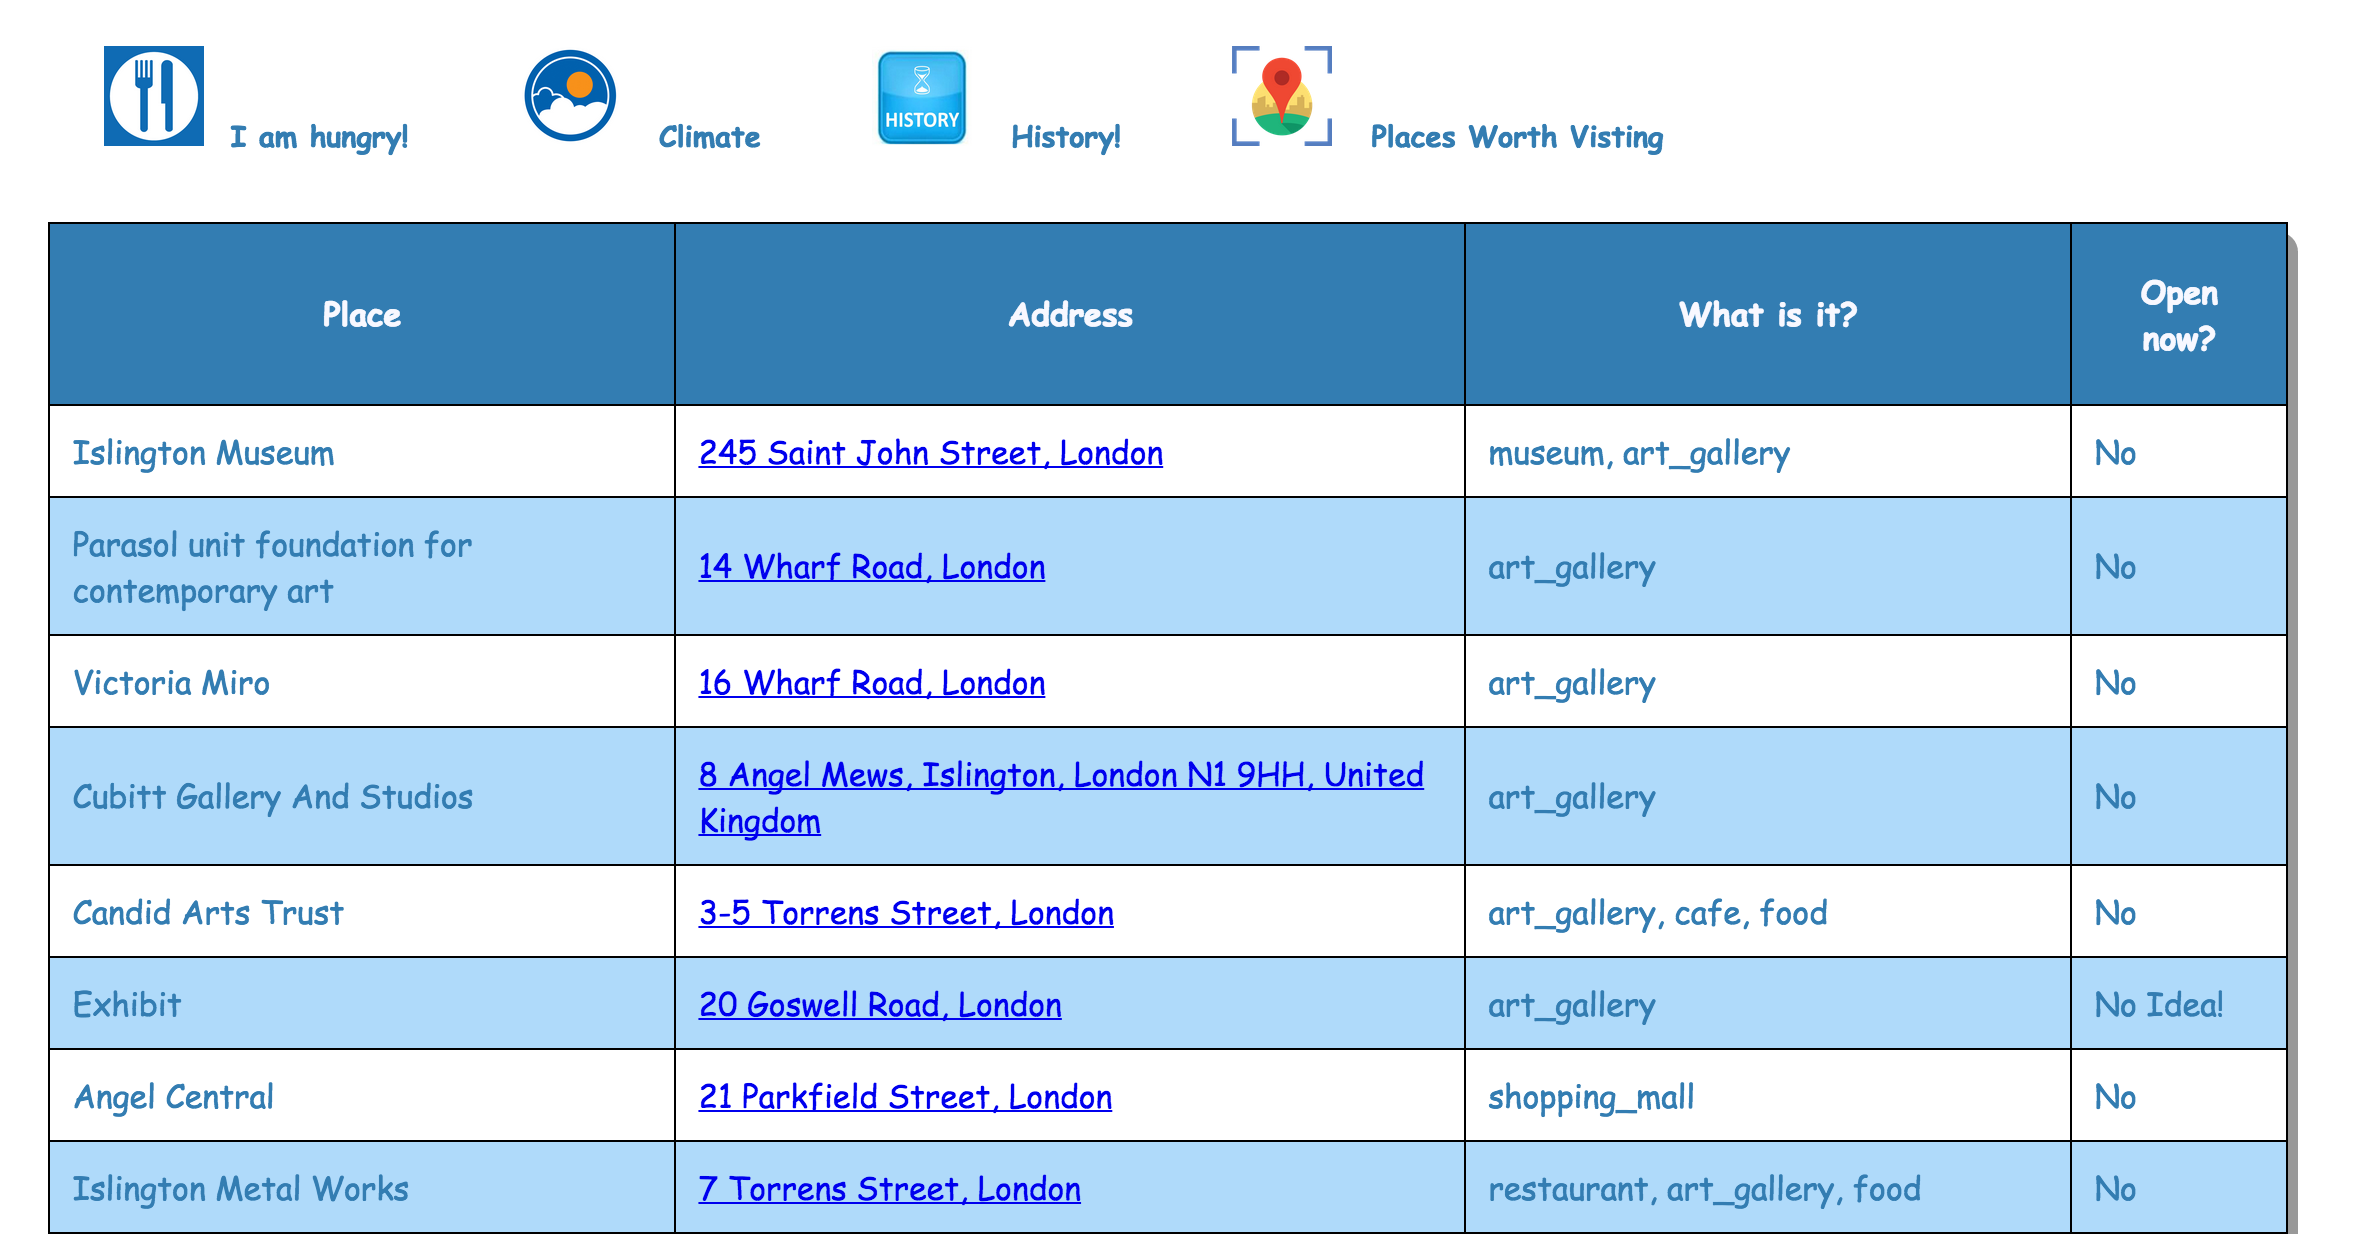 I am hungry!
Climate
HISTORY
History!
Places Worth Visting
Place
Address
What is it?
Open
now?
Islington Museum
245 Saint John Street, London
museum, art_gallery
No
Parasol unit foundation for
contemporary art
14 Wharf Road, London
art_gallery
No
Victoria Miro
16 Wharf Road, London
art_gallery
No
Cubitt Gallery And Studios
8 Angel Mews, Islington, London N1 9HH, United
Kingdom
art_gallery
No
Candid Arts Trust
3-5 Torrens Street, London
art_gallery, cafe, food
No
Exhibit
20 Goswell Road, London
art_gallery
No Idea!
Angel Central
21 Parkfield Street, London
shopping_mall
No
Islington Metal Works
7 Torrens Street, London
restaurant, art_gallery, food
No